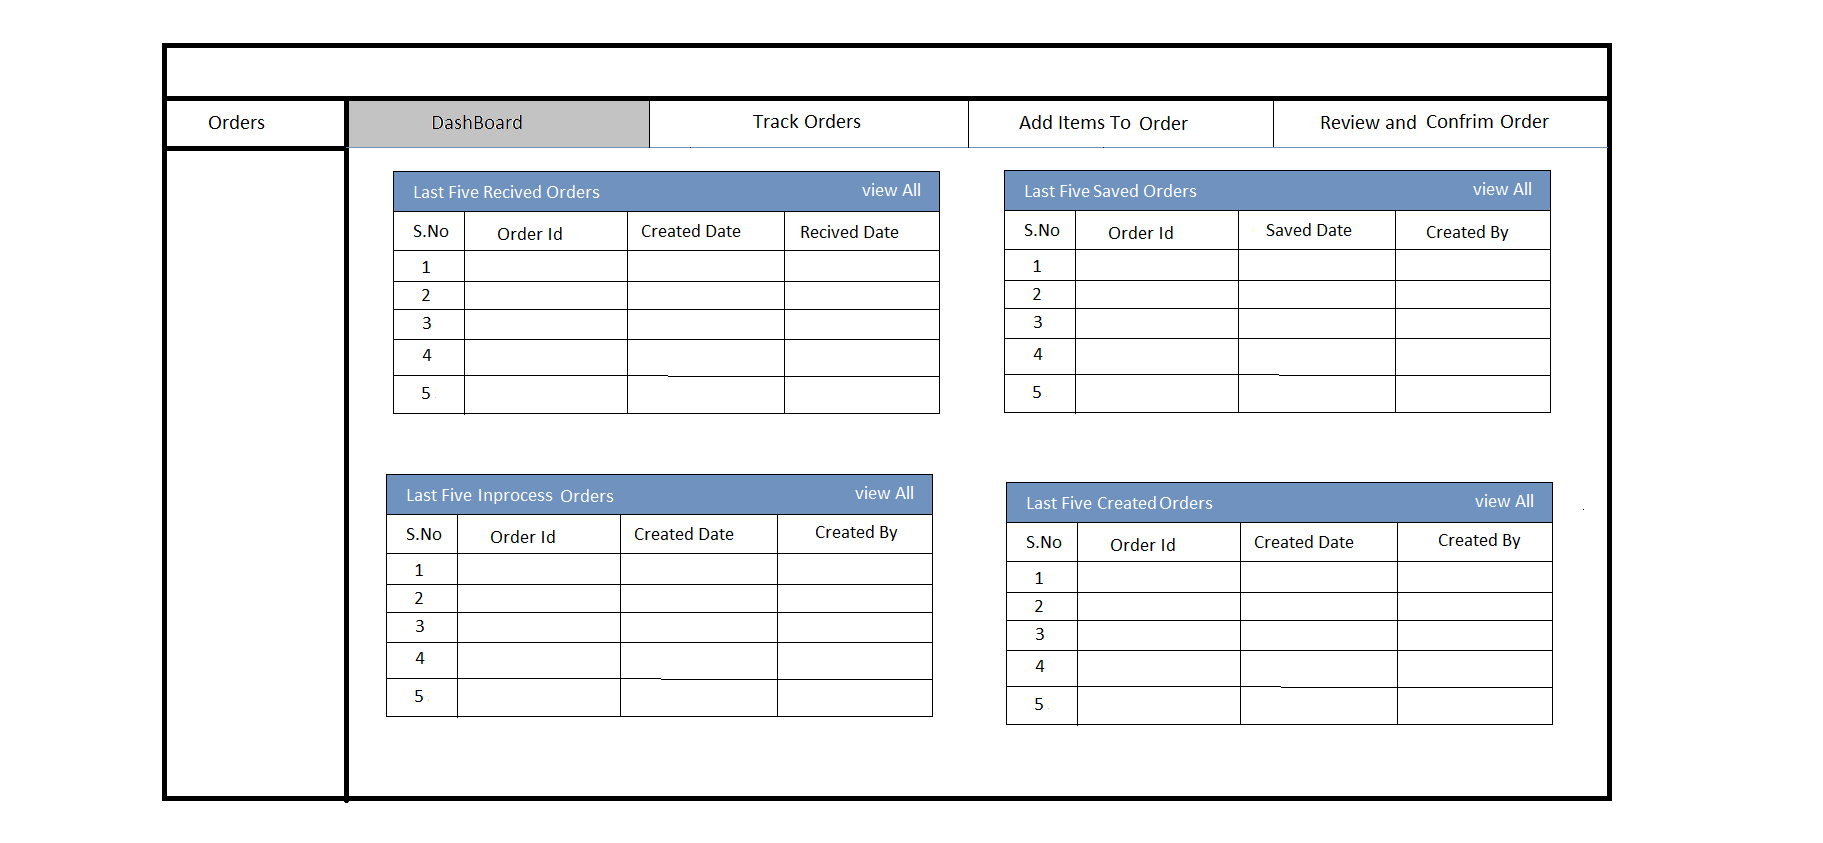 Orders DashBoard Track Orders Add Items To Order Review and Confrim Order
Last Five Recived Orders view All
S.No Order Id Created Date Recived Date
1
2
3
4
5
Last Five Saved Orders view All
S.No Order Id Saved Date Created By
1
2
3
4
5
Last Five Inprocess Orders view All
S.No Order Id Created Date Created By
1
2
3
4
5
Last Five Created Orders view All
S.No Order Id Created Date Created By
1
2
3
4
5